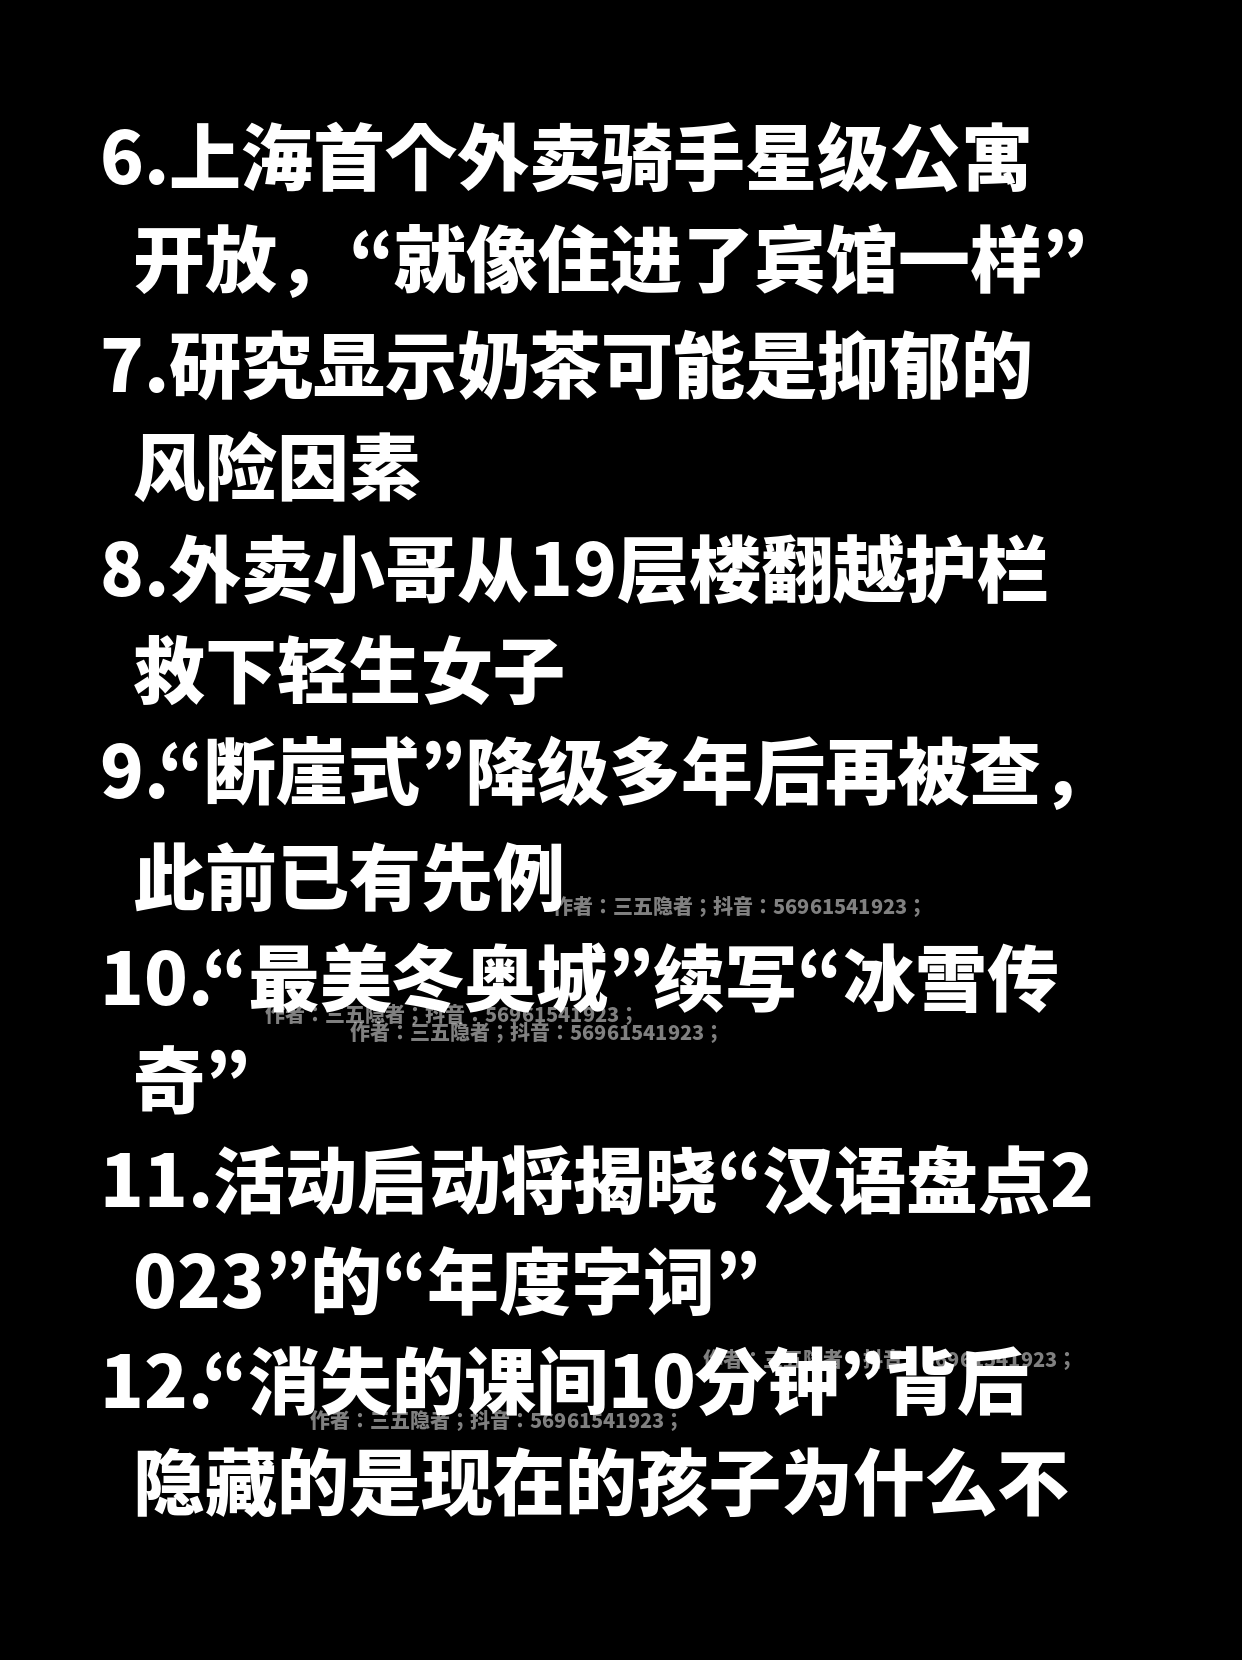 6.上海首个外卖骑手星级公寓
开放，“就像住进了宾馆一样”
7.研究显示奶茶可能是抑郁的
风险因素
8.外卖小哥从19层楼翻越护栏
救下轻生女子
9.“断崖式”降级多年后再被查，
此前已有先例
作者：三五隐者；抖音：56961541923；
10.“最美冬奥城”续写“冰雪传
作者：三五隐者；抖音：56961541923；
作者：三五隐者；抖音：56961541923；
奇”
11.活动启动将揭晓“汉语盘点2
023”的“年度字词”
作者：三五隐者；抖音：56961541923；
12.“消失的课间10分钟”背后
作者：三五隐者；抖音：56961541923；
隐藏的是现在的孩子为什么不